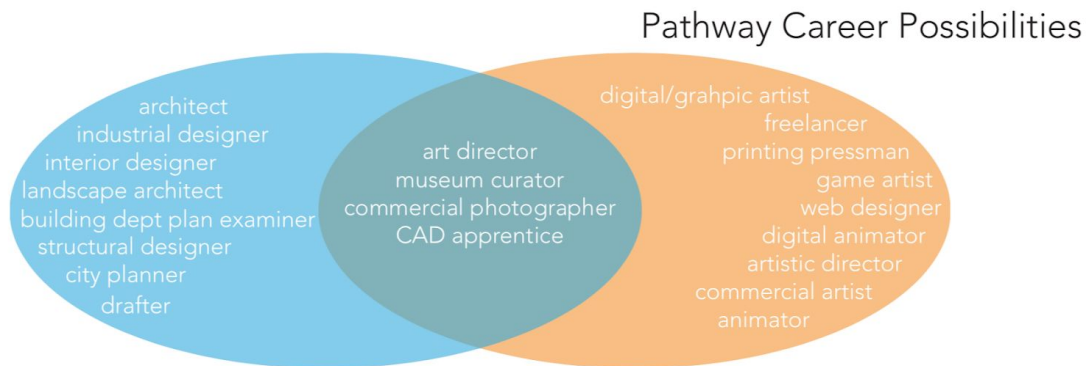 Pathway Career Possibilities
architect
industrial designer
interior designer
landscape architect
building dept plan examiner
structural designer
city planner
drafter
art director
museum curator
commercial photographer
CAD apprentice
digital/grahpic artist
freelancer
printing pressman
game artist
web designer
digital animator
artistic director
commercial artist
animator